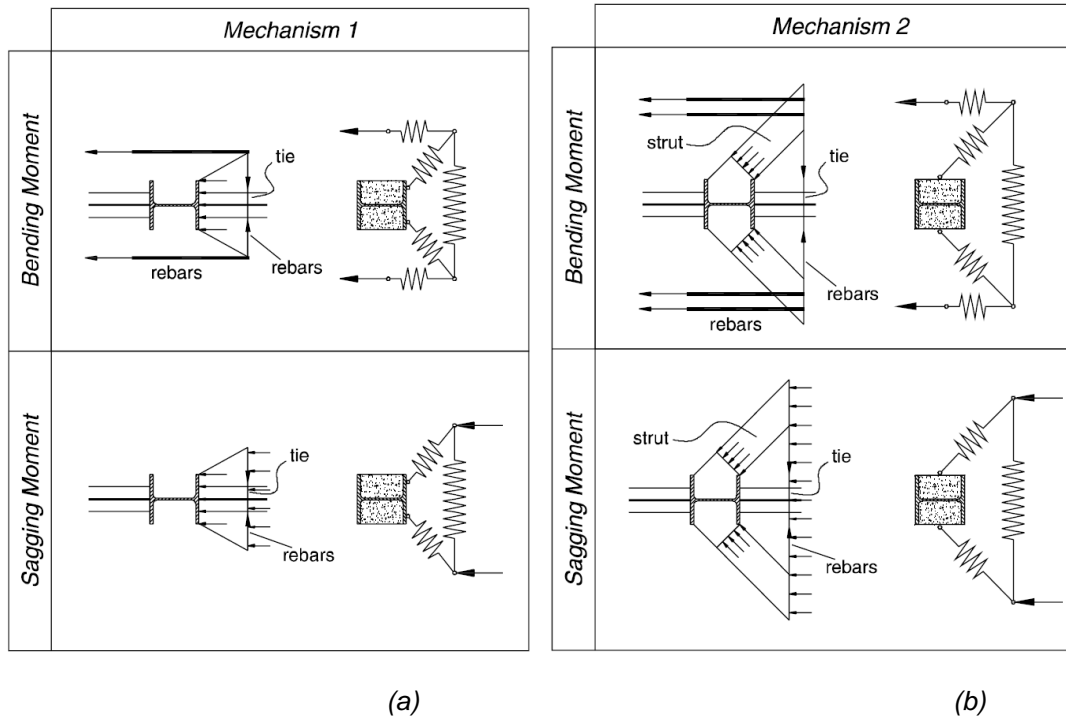 Mechanism 1
Bending Moment
tie
rebars
rebars
Sagging Moment
tie
rebars
(a)
Mechanism 2
Bending Moment
strut
tie
rebars
rebars
Sagging Moment
strut
tie
rebars
(b)